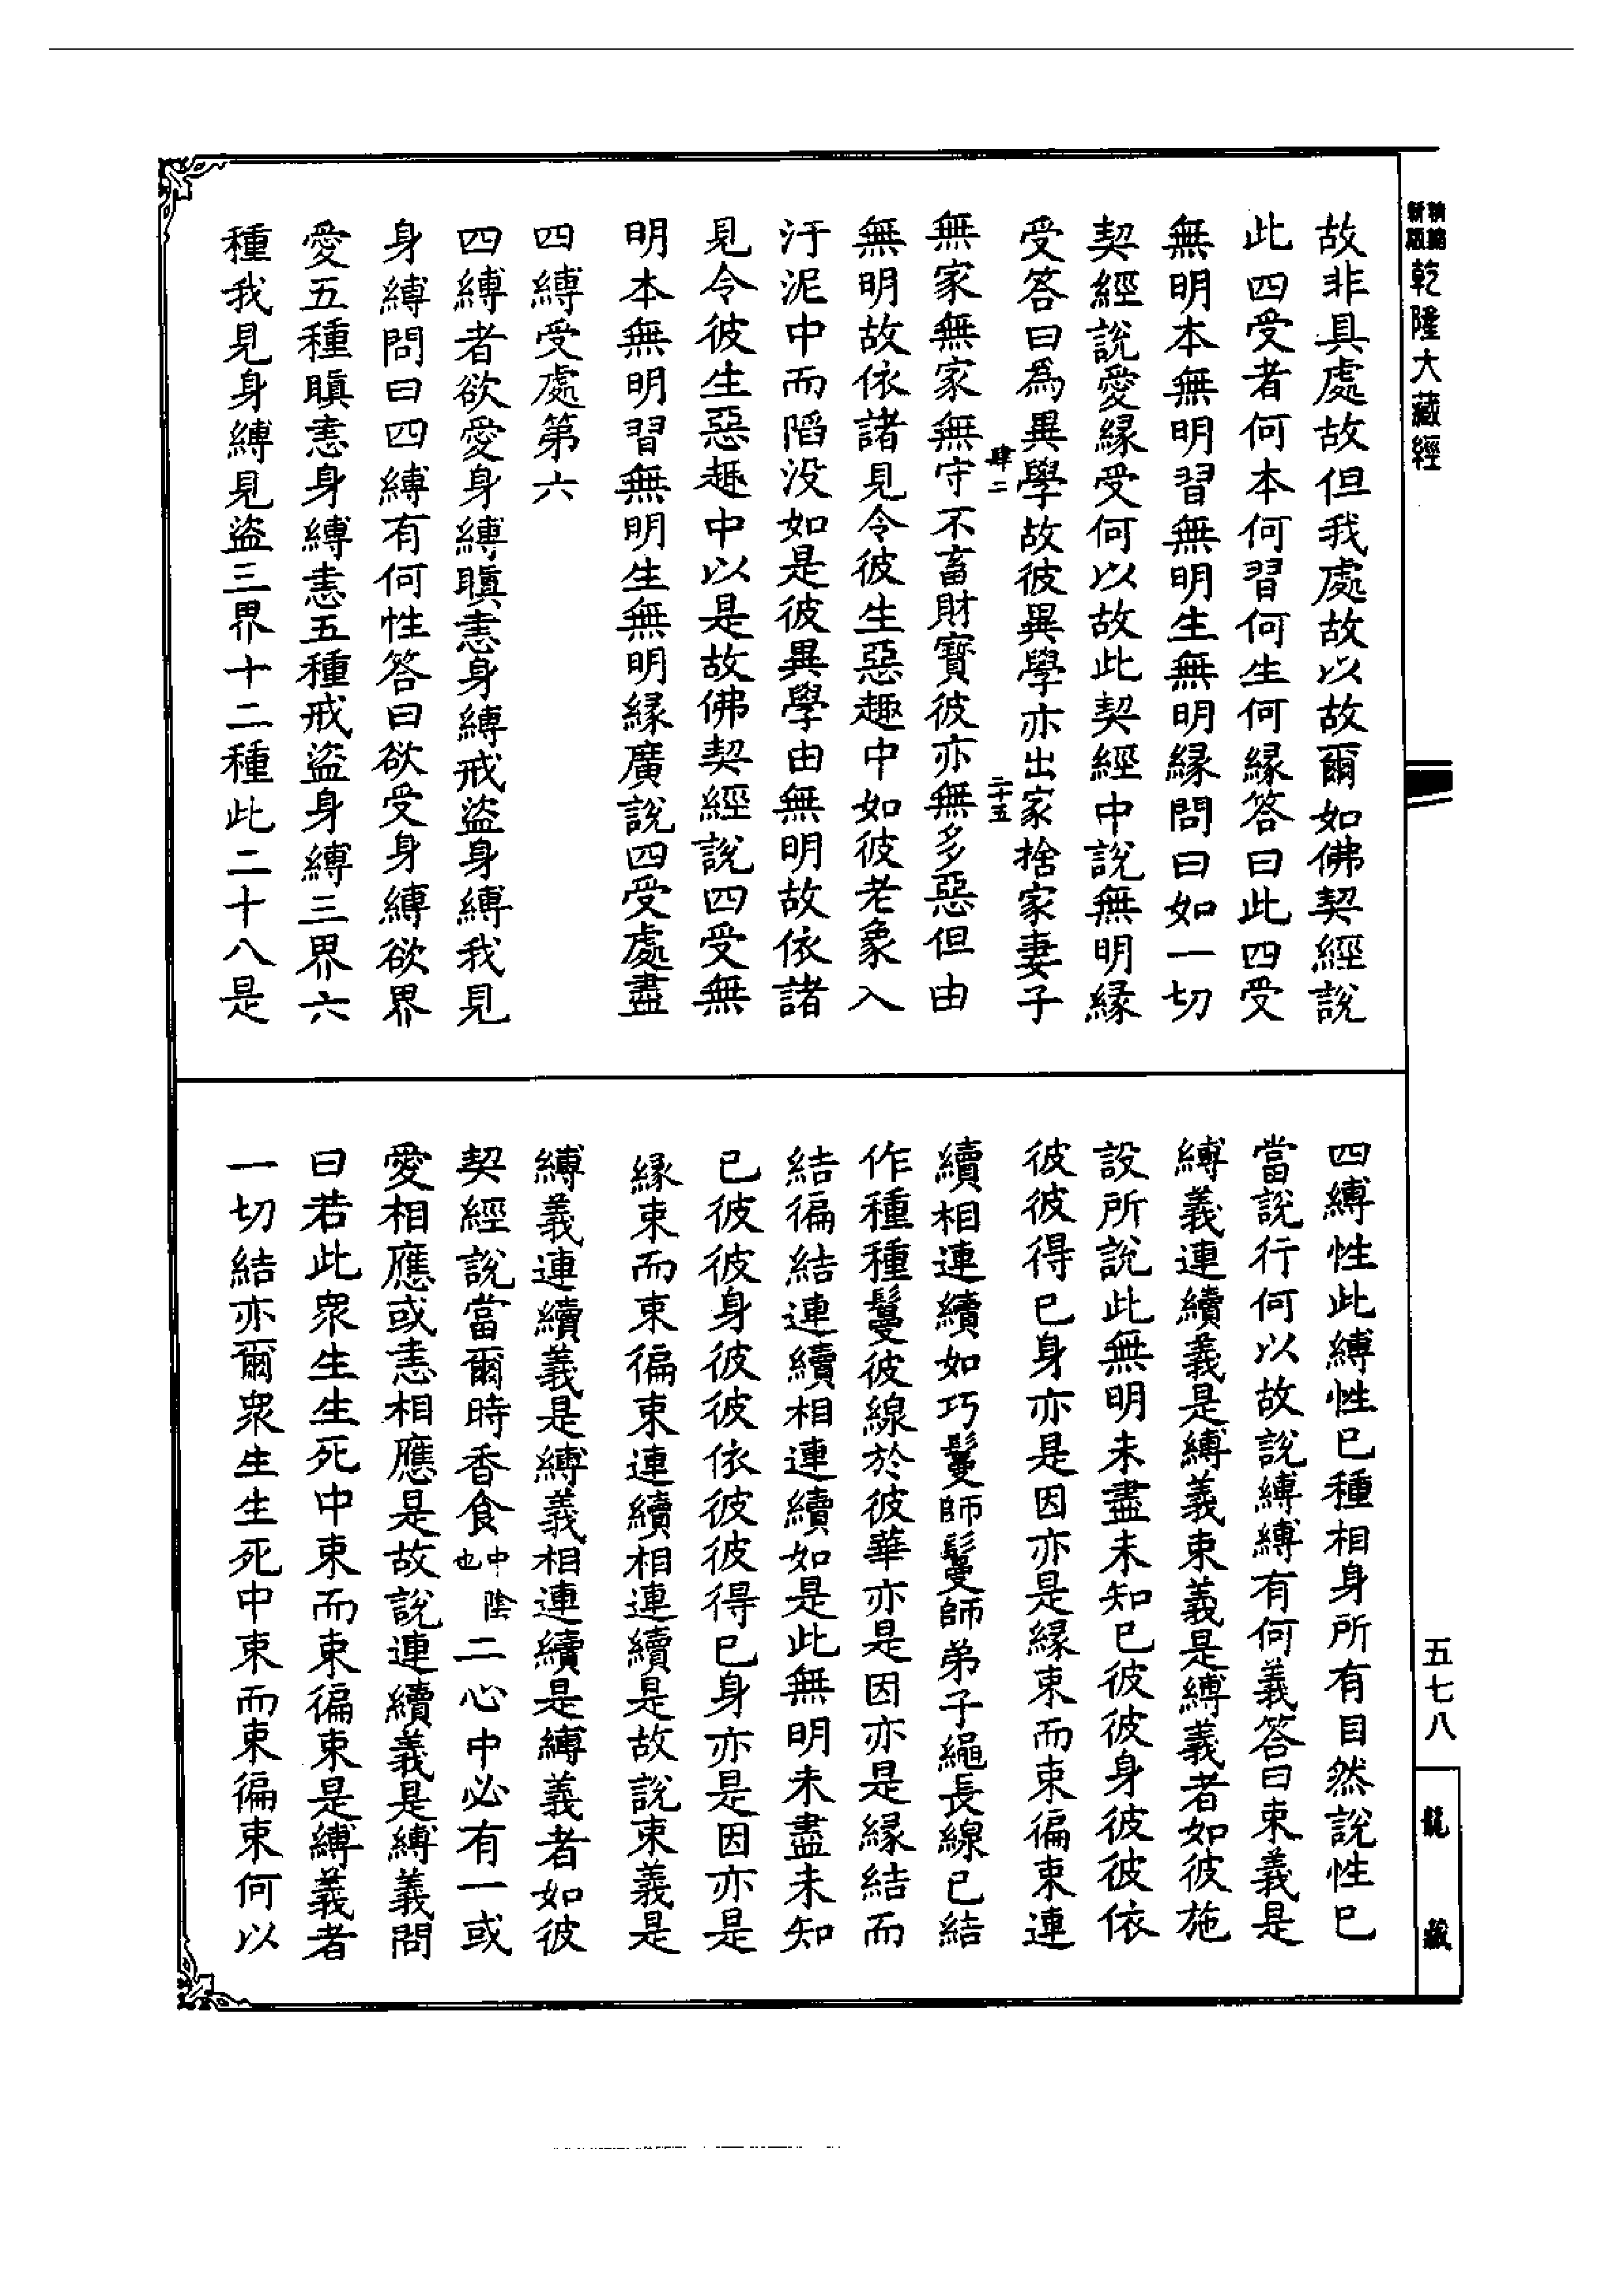 新編縮版乾隆大藏經
故非具處故但我處故以故爾如佛契經說
此四受者何本何習何生何緣答曰此四受
無明本無明習無明生無明緣問曰如一切
契經說愛緣受何以故此契經中說無明緣
受答曰為異學故彼異學亦出家捨家妻子
肆二
二十五
無家無家無守不畜財寶彼亦無多惡但由
無明故依諸見令彼生惡趣中如彼老象入
汙泥中而陷没如是彼異學由無明故依諸
見令彼生惡趣中以是故佛契經說四受無
明本無明習無明生無明緣廣說四受處盡
四縛受處第六
四縛者欲愛身縛瞋恚身縛戒盜身縛我見
身縛問曰四縛有何性答曰欲受身縛欲界
愛五種瞋恚身縛恚五種戒盜身縛三界六
種我見身縛見盜三界十二種此二十八是
四縛性此縛性已種相身所有自然說性已
當說行何以故說縛縛有何義答曰束義是
縛義連續義是縛義束義是縛義者如彼施
設所說此無明未盡未知已彼彼身彼彼依
彼彼得已身亦是因亦是緣束而束徧束連
續相連續如巧鬘師鬘師弟子繩長線已結
作種種鬘彼線於彼華亦是因亦是緣結而
結徧結連續相連續如是此無明未盡未知
已彼彼身彼彼依彼彼得已身亦是因亦是
緣束而束徧束連續相連續是故說束義是
縛義連續義是縛義相連續是縛義者如彼
契經說當爾時香食中陰也二心中必有一或
愛相應或恚相應是故說連續義是縛義問
曰若此衆生生死中束而束徧束是縛義者
一切結亦爾衆生生死中束而束徧束何以
五七八
龍藏